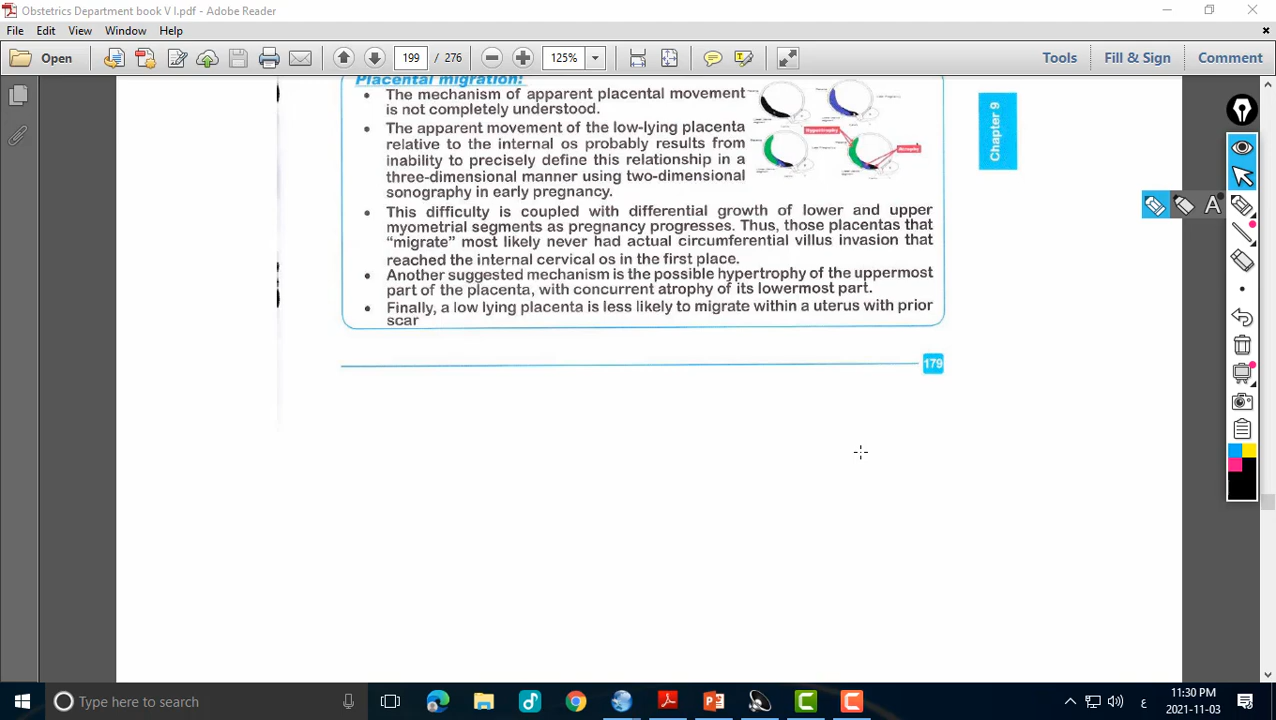 Obstetrics Department book V I.pdf - Adobe Reader
File Edit View Window Help
Open 199 / 276 125% Tools Fill & Sign Comment
Placental migration:
• The mechanism of apparent placental movement
is not completely understood.
• The apparent movement of the low-lying placenta
relative to the internal os probably results from
inability to precisely define this relationship in a
three-dimensional manner using two-dimensional
sonography in early pregnancy.
• This difficulty is coupled with differential growth of lower and upper
myometrial segments as pregnancy progresses. Thus, those placentas that
“migrate” most likely never had actual circumferential villus invasion that
reached the internal cervical os in the first place.
• Another suggested mechanism is the possible hypertrophy of the uppermost
part of the placenta, with concurrent atrophy of its lowermost part.
• Finally, a low lying placenta is less likely to migrate within a uterus with prior
scar
Hypertrophy
Atrophy
Chapter 9
179
A
Type here to search
ع
11:30 PM
2021-11-03